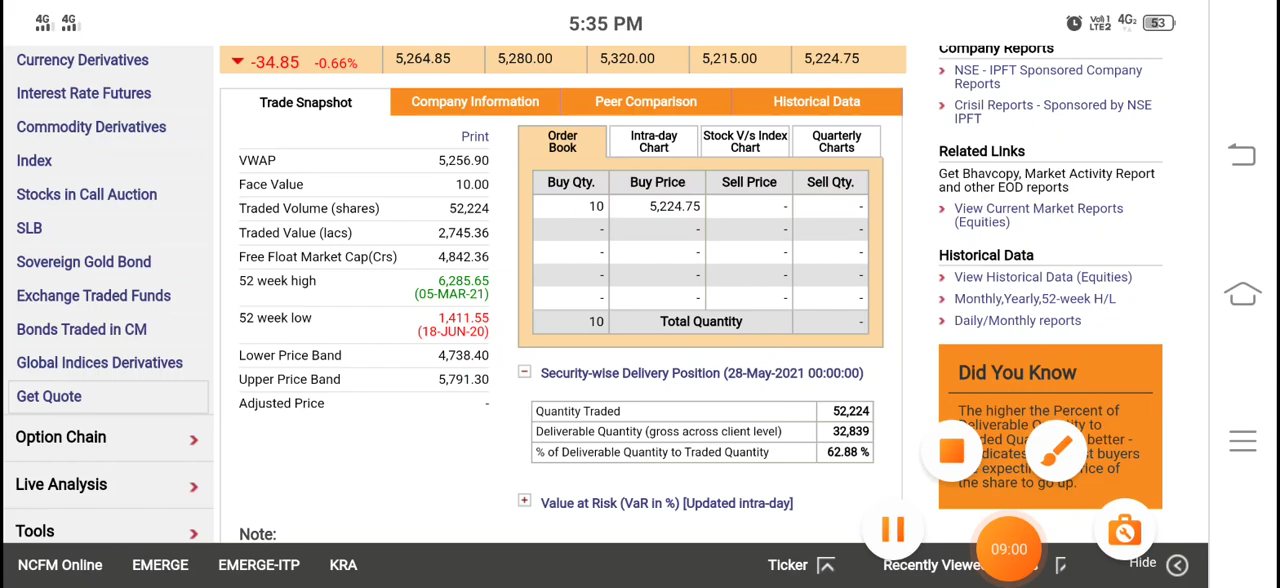 4G 4G
5:35 PM
Vo)) 1 LTE2 4G2 53
Currency Derivatives
Interest Rate Futures
Commodity Derivatives
Index
Stocks in Call Auction
SLB
Sovereign Gold Bond
Exchange Traded Funds
Bonds Traded in CM
Global Indices Derivatives
Get Quote
Option Chain
Live Analysis
Tools
-34.85 -0.66% 5,264.85 5,280.00 5,320.00 5,215.00 5,224.75
Trade Snapshot Company Information Peer Comparison Historical Data
Print
VWAP 5,256.90
Face Value 10.00
Traded Volume (shares) 52,224
Traded Value (lacs) 2,745.36
Free Float Market Cap(Crs) 4,842.36
52 week high 6,285.65
(05-MAR-21)
52 week low 1,411.55
(18-JUN-20)
Lower Price Band 4,738.40
Upper Price Band 5,791.30
Adjusted Price -
Note:
Order Book Intra-day Chart Stock V/s Index Chart Quarterly Charts
Buy Qty. Buy Price Sell Price Sell Qty.
10 5,224.75 - -
- - - -
- - - -
- - - -
- - - -
10 Total Quantity -
Security-wise Delivery Position (28-May-2021 00:00:00)
Quantity Traded 52,224
Deliverable Quantity (gross across client level) 32,839
% of Deliverable Quantity to Traded Quantity 62.88 %
Value at Risk (VaR in %) [Updated intra-day]
Company Reports
NSE - IPFT Sponsored Company
Reports
Crisil Reports - Sponsored by NSE
IPFT
Related Links
Get Bhavcopy, Market Activity Report
and other EOD reports
View Current Market Reports
(Equities)
Historical Data
View Historical Data (Equities)
Monthly,Yearly,52-week H/L
Daily/Monthly reports
Did You Know
The higher the Percent of
better -
buyers
the share to go up.
09:00
NCFM Online EMERGE EMERGE-ITP KRA Ticker Recently Hide